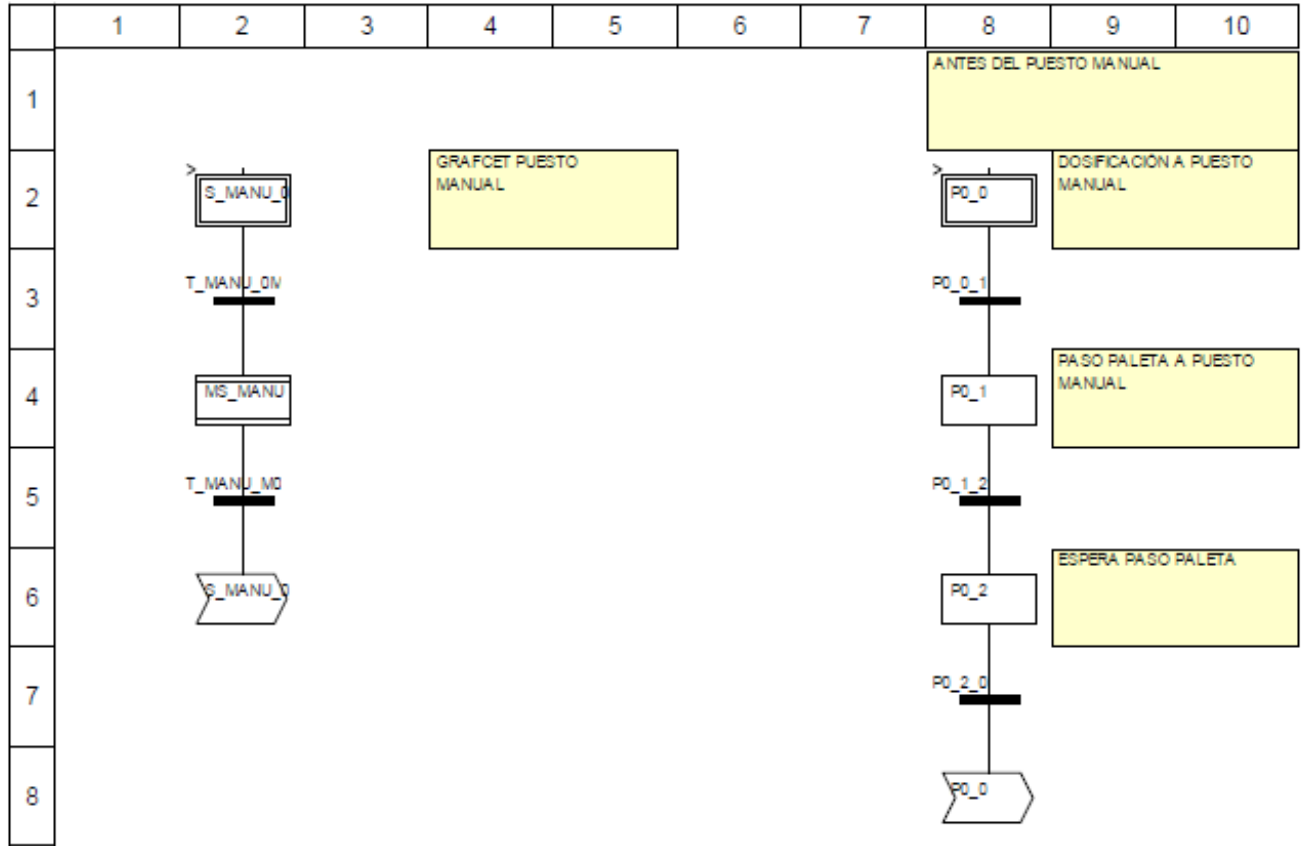 1 2 3 4 5 6 7 8 9 10
1
ANTES DEL PUESTO MANUAL
2
>
S_MANU_0
GRAFCET PUESTO
MANUAL
>
P0_0
DOSIFICACIÓN A PUESTO
MANUAL
3
T_MANU_0M
P0_0_1
4
MS_MANU
P0_1
PASO PALETA A PUESTO
MANUAL
5
T_MANU_M0
P0_1_2
6
S_MANU_0
P0_2
ESPERA PASO PALETA
7
P0_2_0
8
P0_0